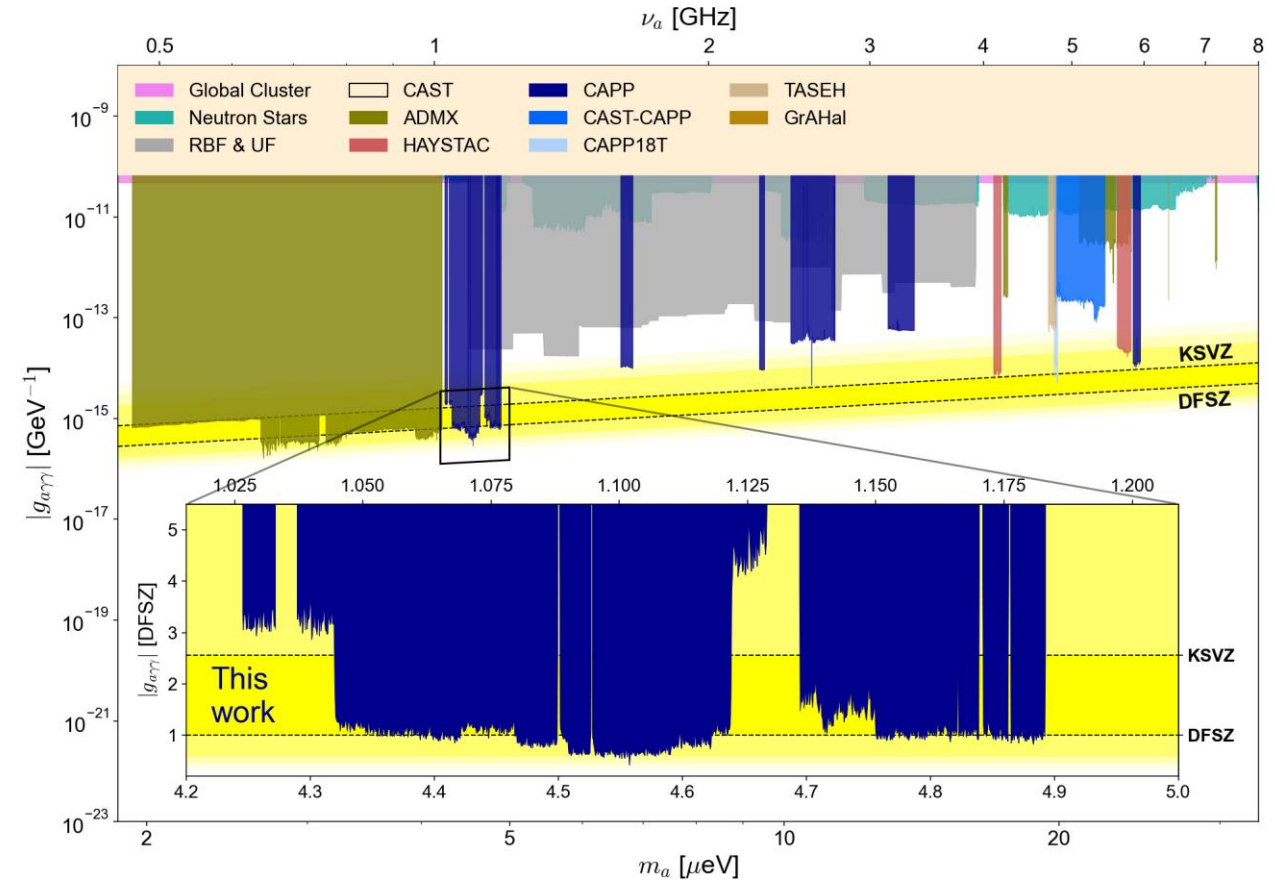 ν_a [GHz]
0.5 1 2 3 4 5 6 7 8
Global Cluster CAST CAPP TASEH
Neutron Stars ADMX CAST-CAPP GrAHal
RBF & UF HAYSTAC CAPP18T
10⁻⁹
10⁻¹¹
10⁻¹³
10⁻¹⁵
10⁻¹⁷
10⁻¹⁹
10⁻²¹
10⁻²³
|g_aγγ| [GeV⁻¹]
KSVZ
DFSZ
1.025 1.050 1.075 1.100 1.125 1.150 1.175 1.200
5
4
3
2
1
|g_aγγ| [DFSZ]
This
work
KSVZ
DFSZ
4.2 4.3 4.4 4.5 4.6 4.7 4.8 4.9 5.0
2 5 10 20
m_a [μeV]